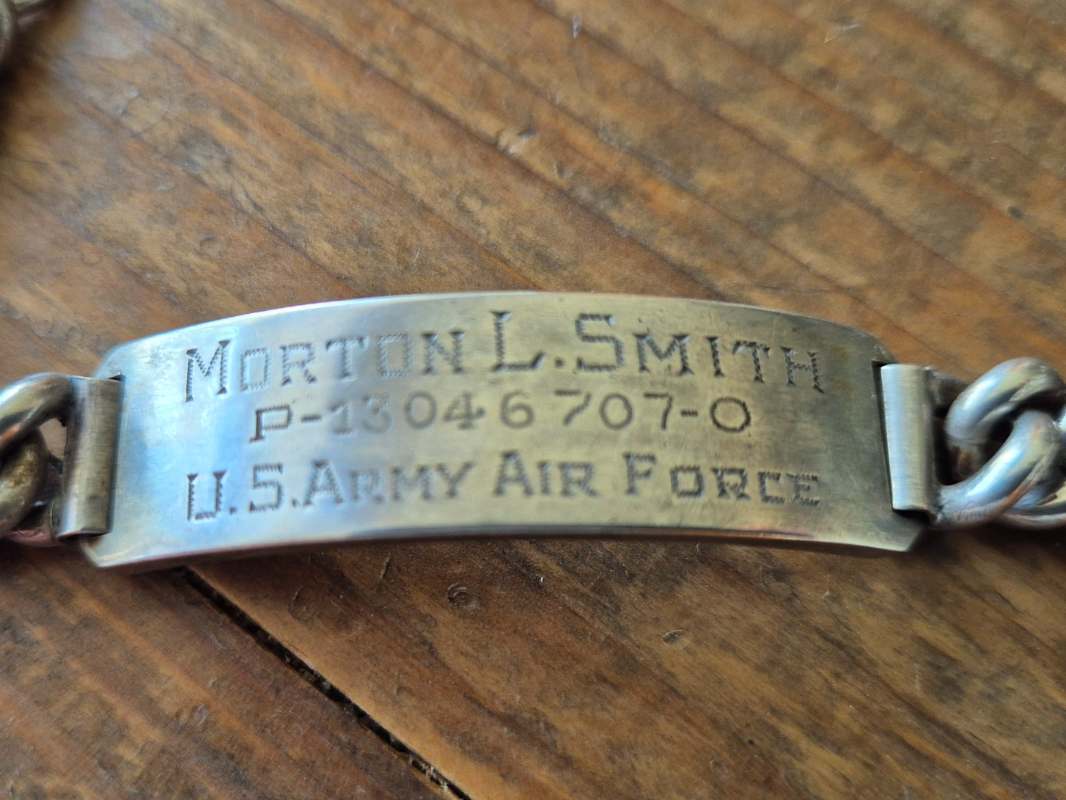 MORTON L. SMITH
P-13046707-O
U.S. ARMY AIR FORCE